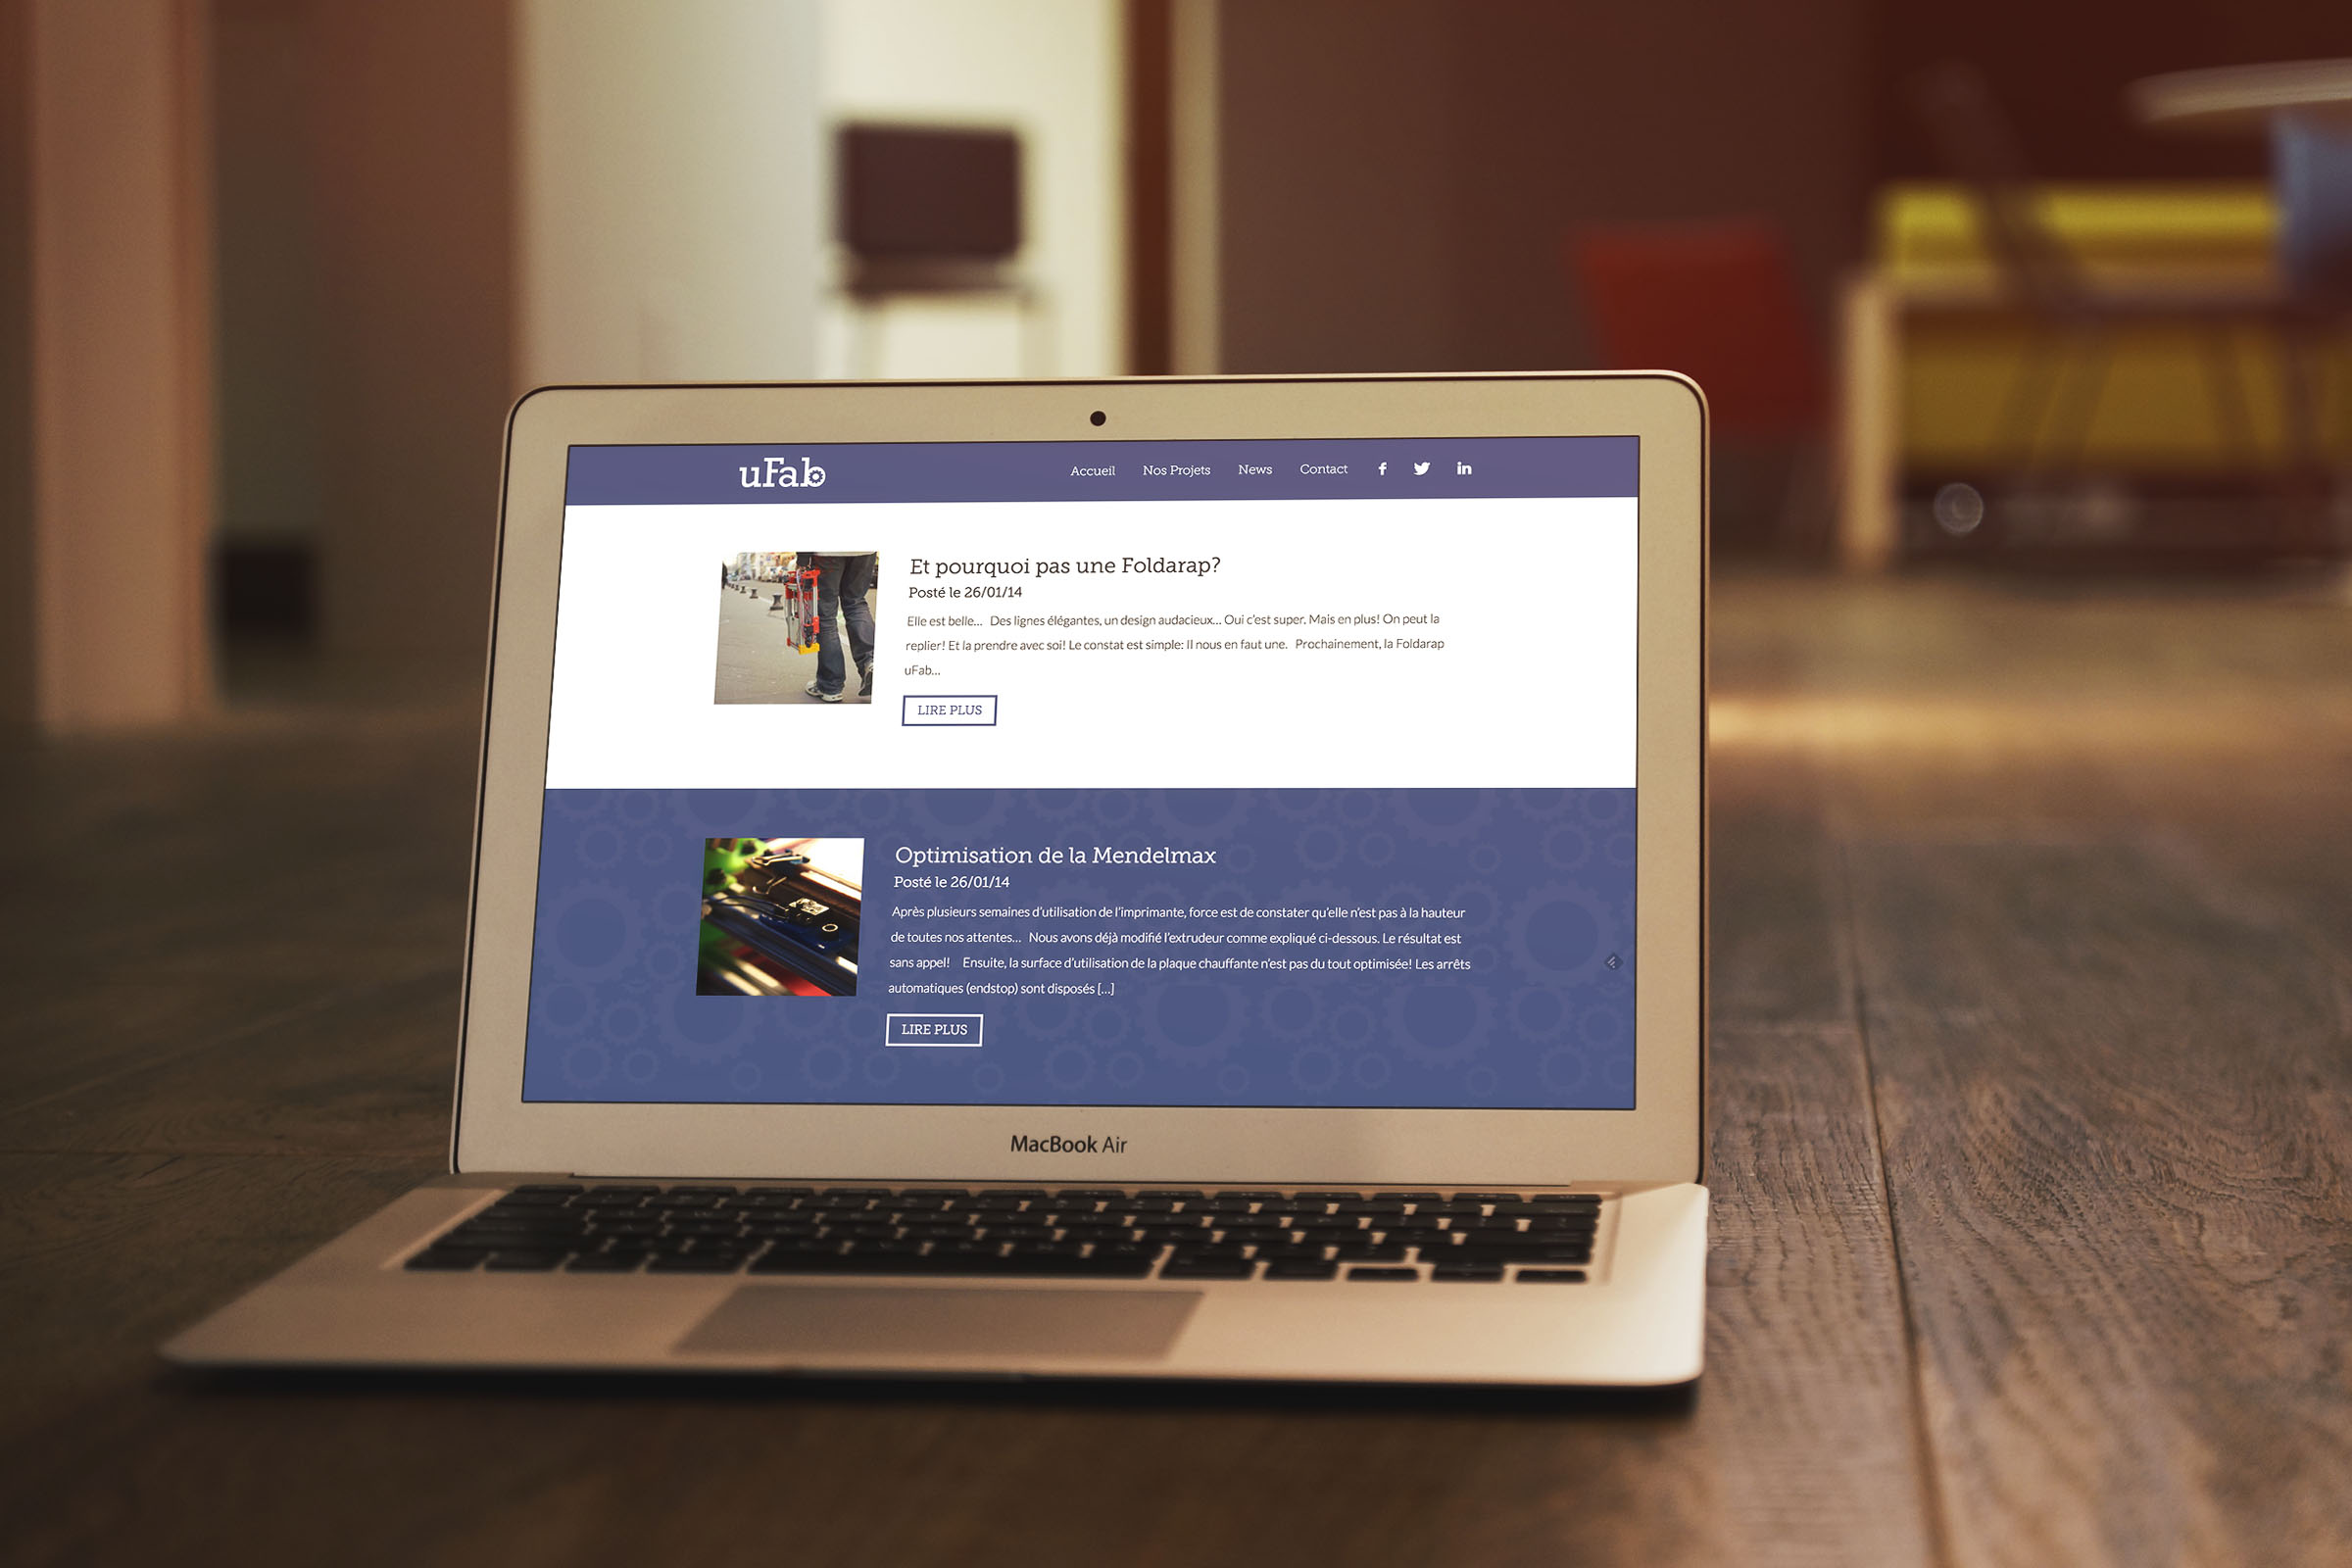 uFab
Accueil Nos Projets News Contact
Et pourquoi pas une Foldarap?
Posté le 26/01/14
Elle est belle... Des lignes élégantes, un design audacieux... Oui c'est super. Mais en plus! On peut la
replier! Et la prendre avec soi! Le constat est simple: Il nous en faut une. Prochainement, la Foldarap
uFab...
LIRE PLUS
Optimisation de la Mendelmax
Posté le 26/01/14
Après plusieurs semaines d'utilisation de l'imprimante, force est de constater qu'elle n'est pas à la hauteur
de toutes nos attentes... Nous avons déjà modifié l'extrudeur comme expliqué ci-dessous. Le résultat est
sans appel! Ensuite, la surface d'utilisation de la plaque chauffante n'est pas du tout optimisée! Les arrêts
automatiques (endstop) sont disposés [...]
LIRE PLUS
MacBook Air